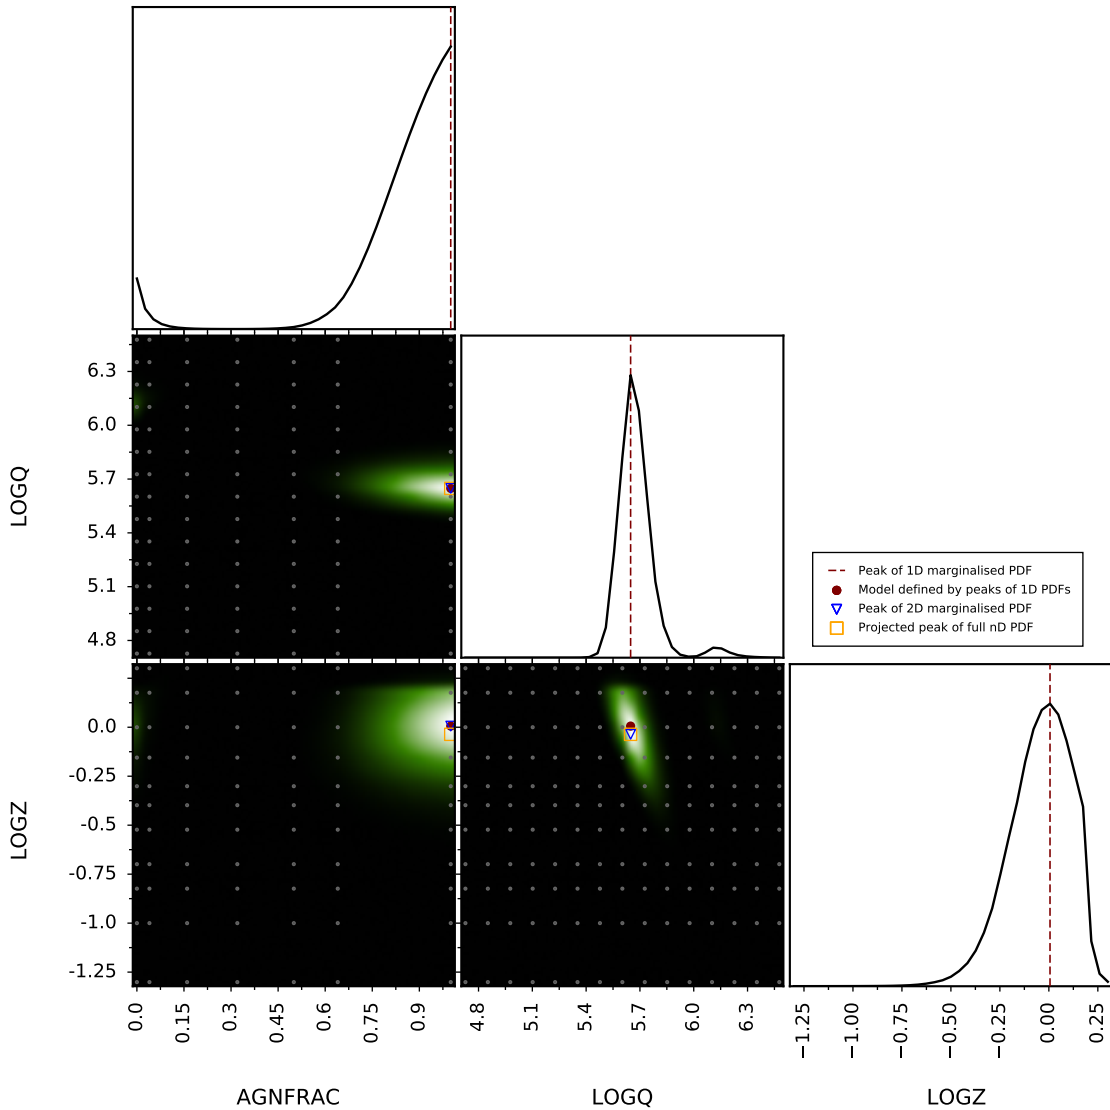 6.3
6.0
5.7
5.4
5.1
4.8
LOGQ
Peak of 1D marginalised PDF
Model defined by peaks of 1D PDFs
Peak of 2D marginalised PDF
Projected peak of full nD PDF
0.0
-0.25
-0.5
-0.75
-1.0
-1.25
LOGZ
0.0 0.15 0.3 0.45 0.6 0.75 0.9
4.8 5.1 5.4 5.7 6.0 6.3
−1.25 −1.00 −0.75 −0.50 −0.25 0.00 0.25
AGNFRAC LOGQ LOGZ